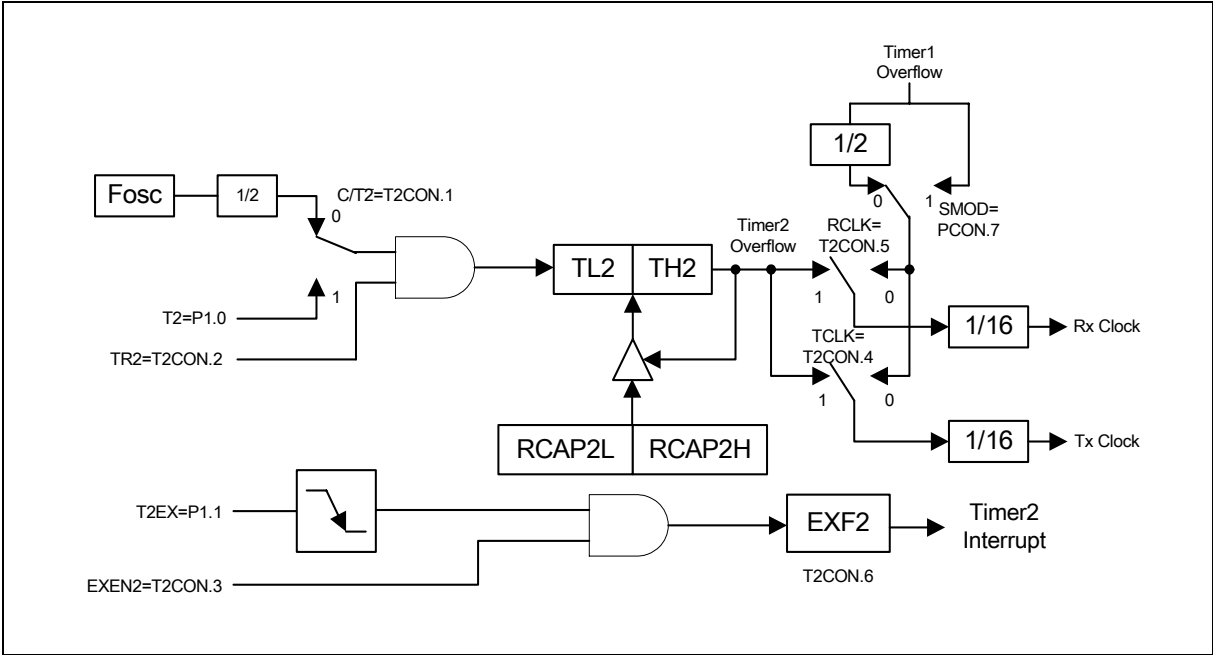 Timer1
Overflow
1/2
Fosc
1/2
C/T2=T2CON.1
0
0
1
SMOD=
PCON.7
Timer2
Overflow
RCLK=
T2CON.5
TL2
TH2
1
0
1
T2=P1.0
1/16
Rx Clock
TR2=T2CON.2
TCLK=
T2CON.4
1
0
RCAP2L
RCAP2H
1/16
Tx Clock
T2EX=P1.1
EXF2
Timer2
Interrupt
EXEN2=T2CON.3
T2CON.6